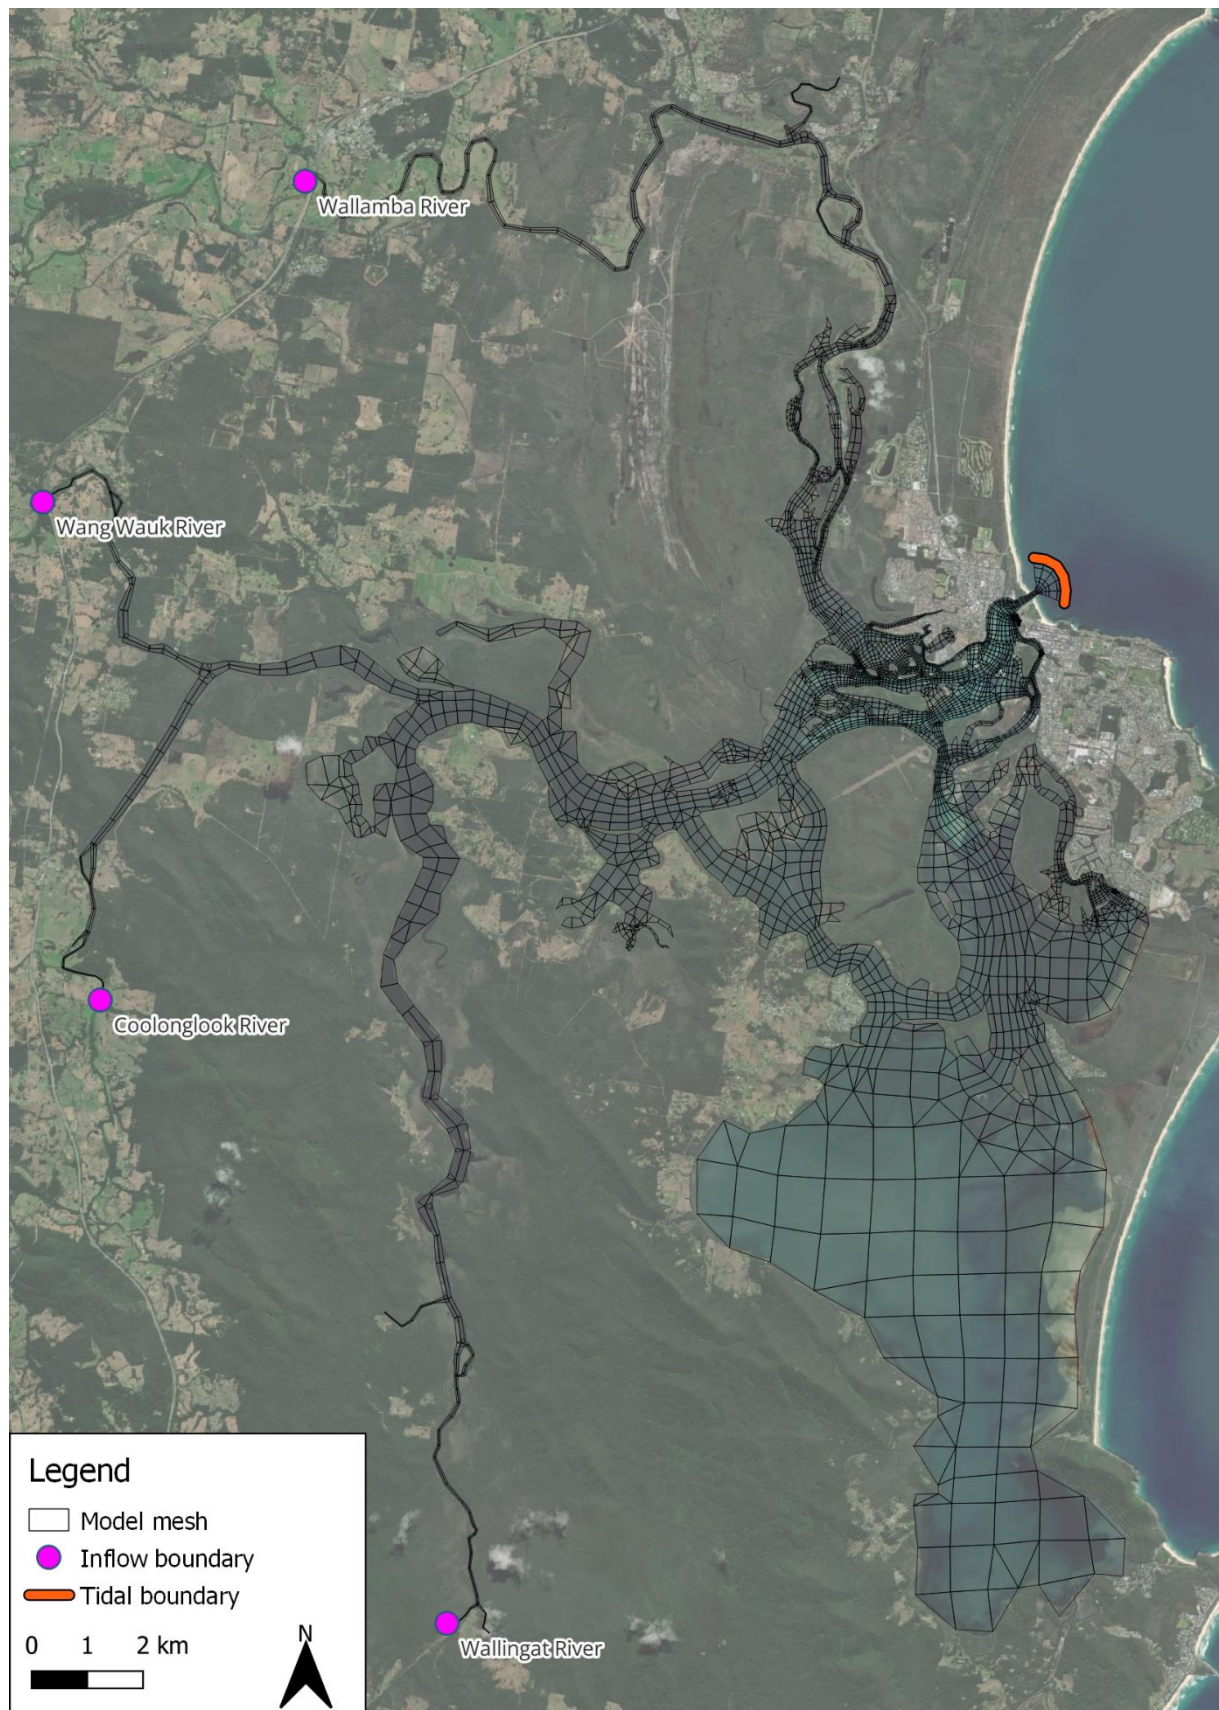 Wallamba River
Wang Wauk River
Coolonglook River
Wallingat River
Legend
Model mesh
Inflow boundary
Tidal boundary
0 1 2 km
N